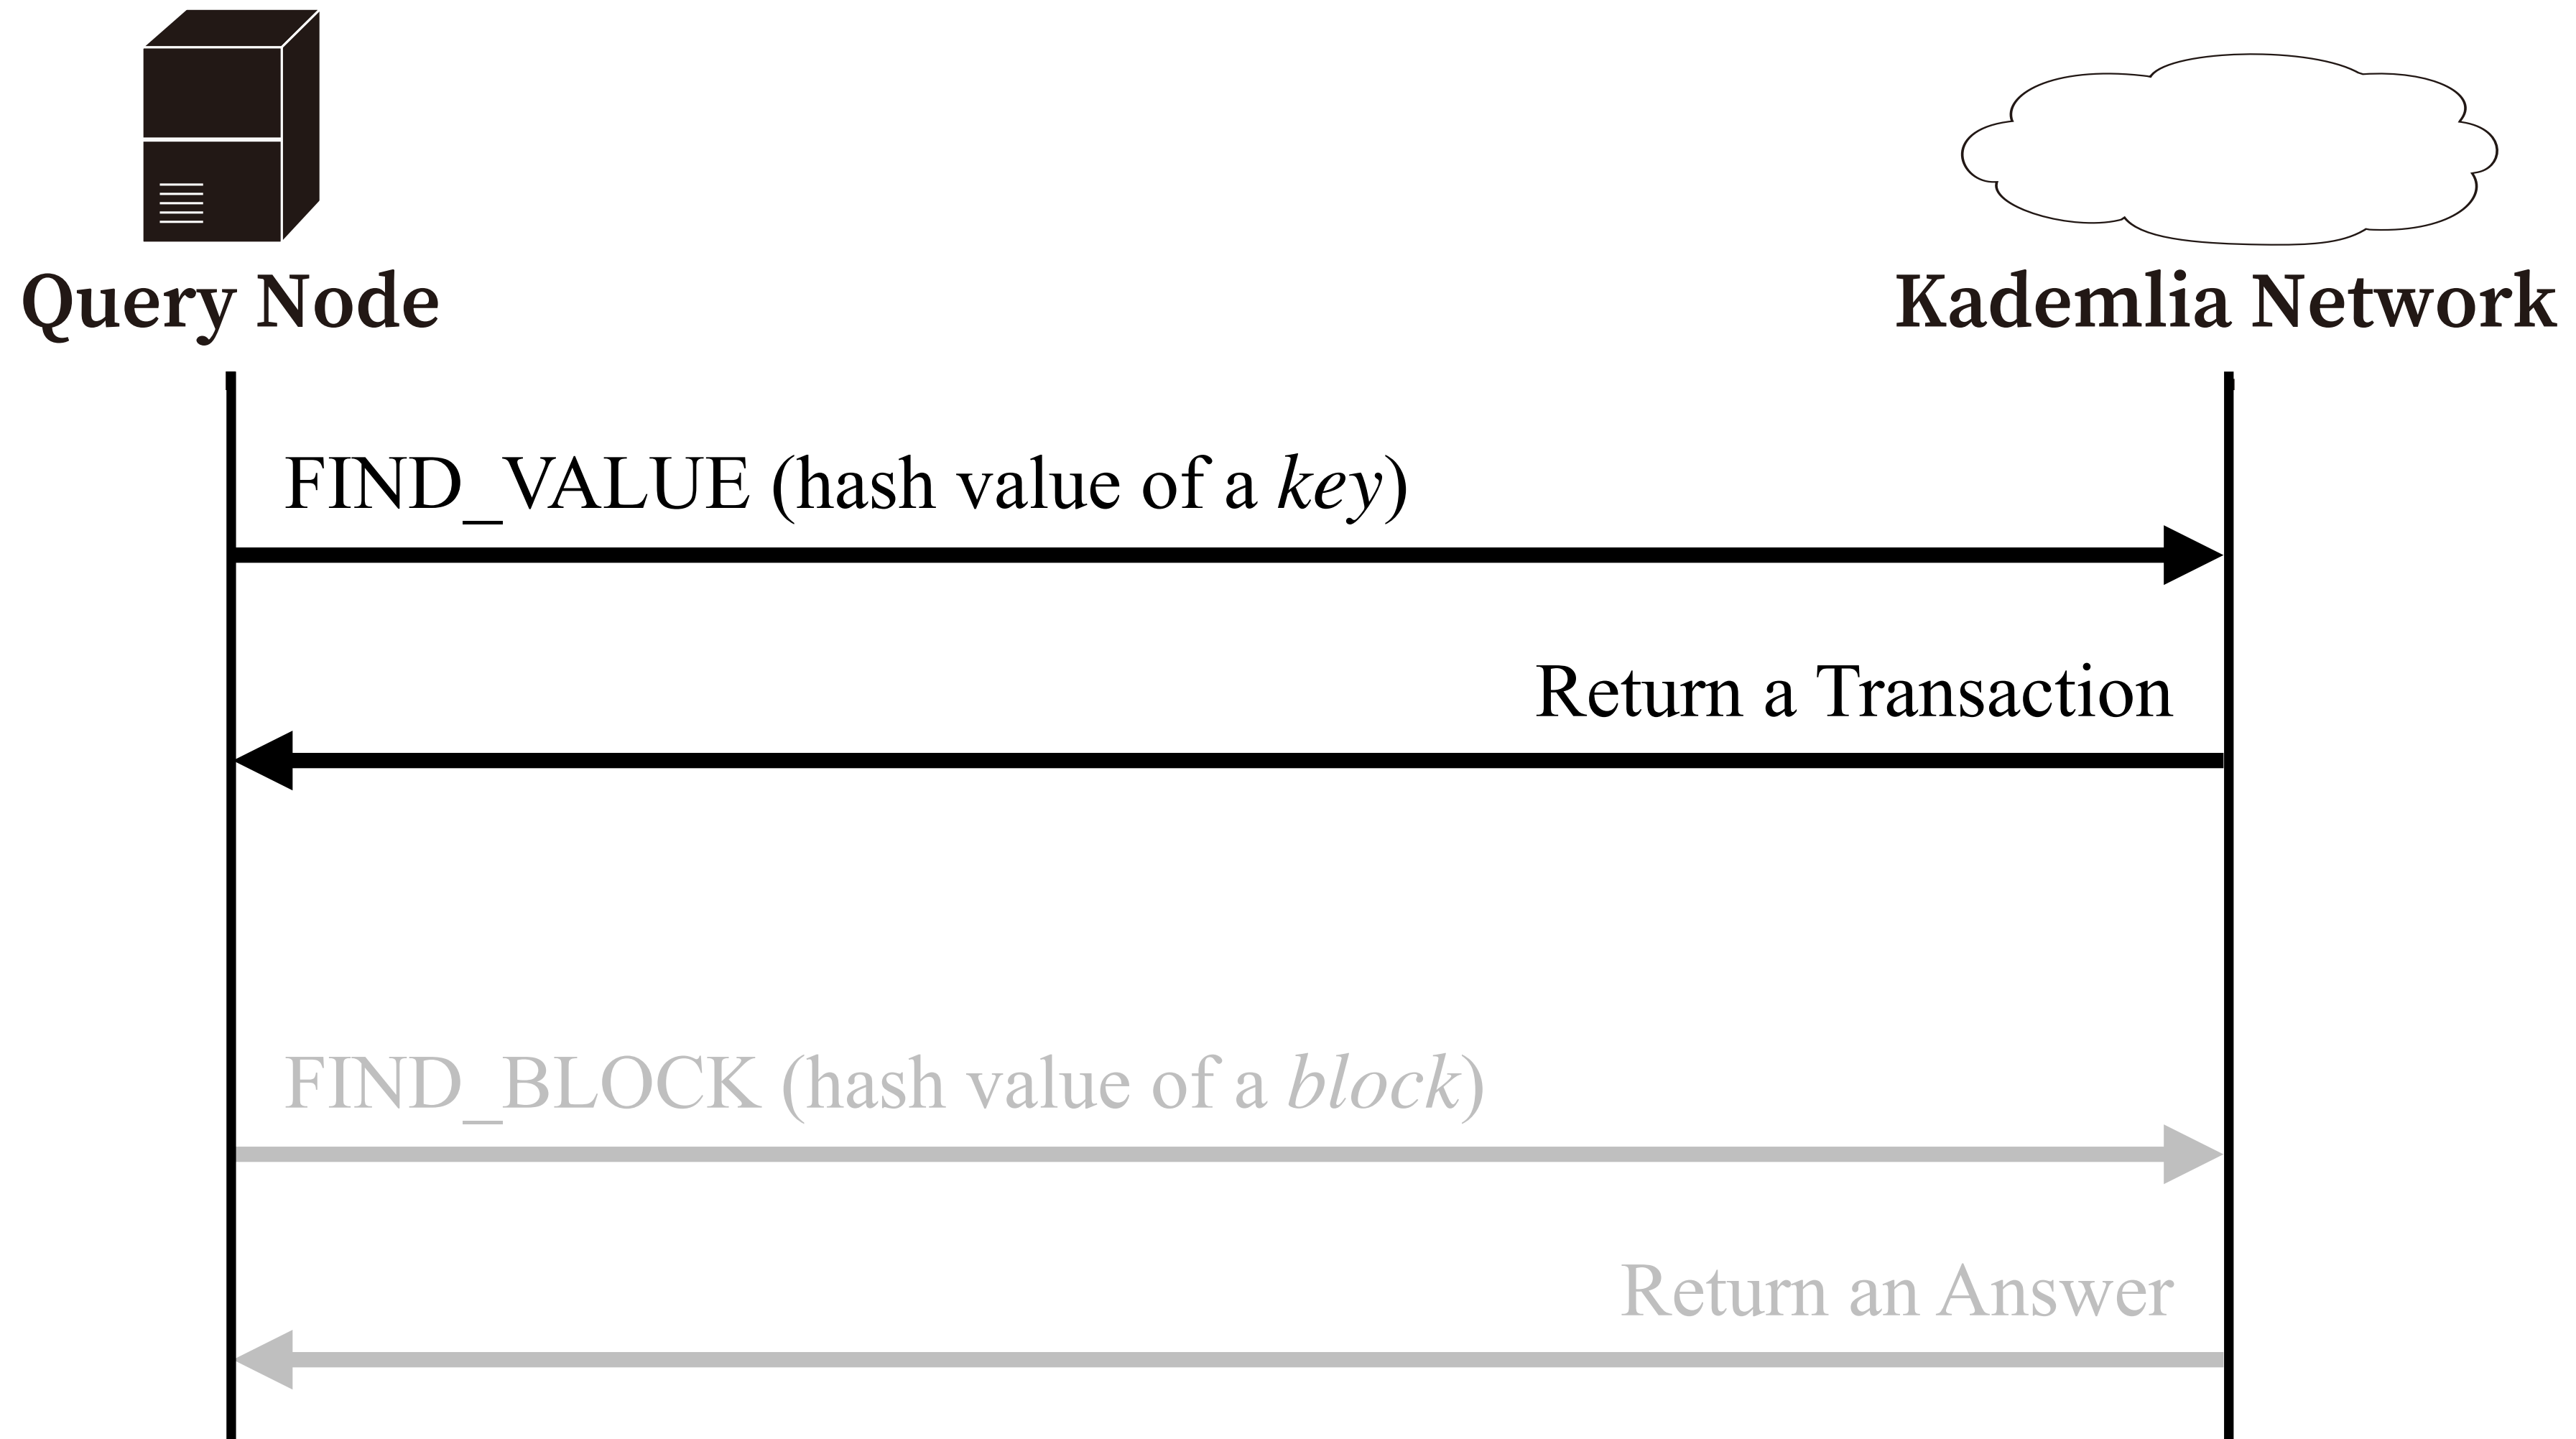 Query Node
Kademlia Network
FIND_VALUE (hash value of a key)
Return a Transaction
FIND_BLOCK (hash value of a block)
Return an Answer